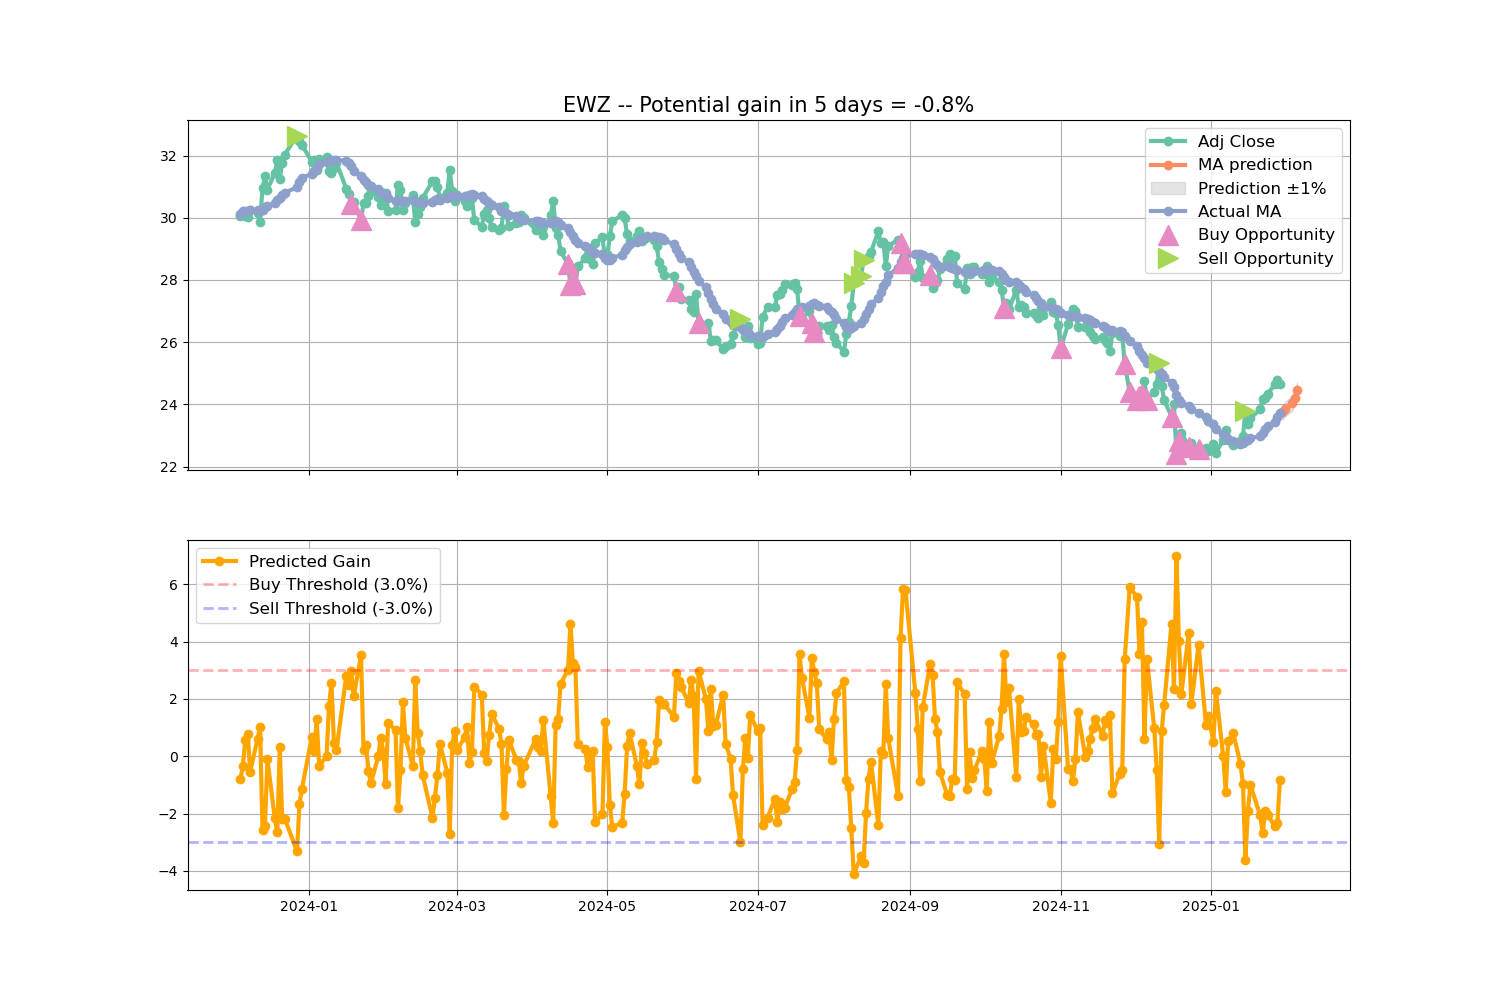 EWZ -- Potential gain in 5 days = -0.8%
32
30
28
26
24
22
Adj Close
MA prediction
Prediction ±1%
Actual MA
Buy Opportunity
Sell Opportunity
6
4
2
0
−2
−4
Predicted Gain
Buy Threshold (3.0%)
Sell Threshold (-3.0%)
2024-01
2024-03
2024-05
2024-07
2024-09
2024-11
2025-01